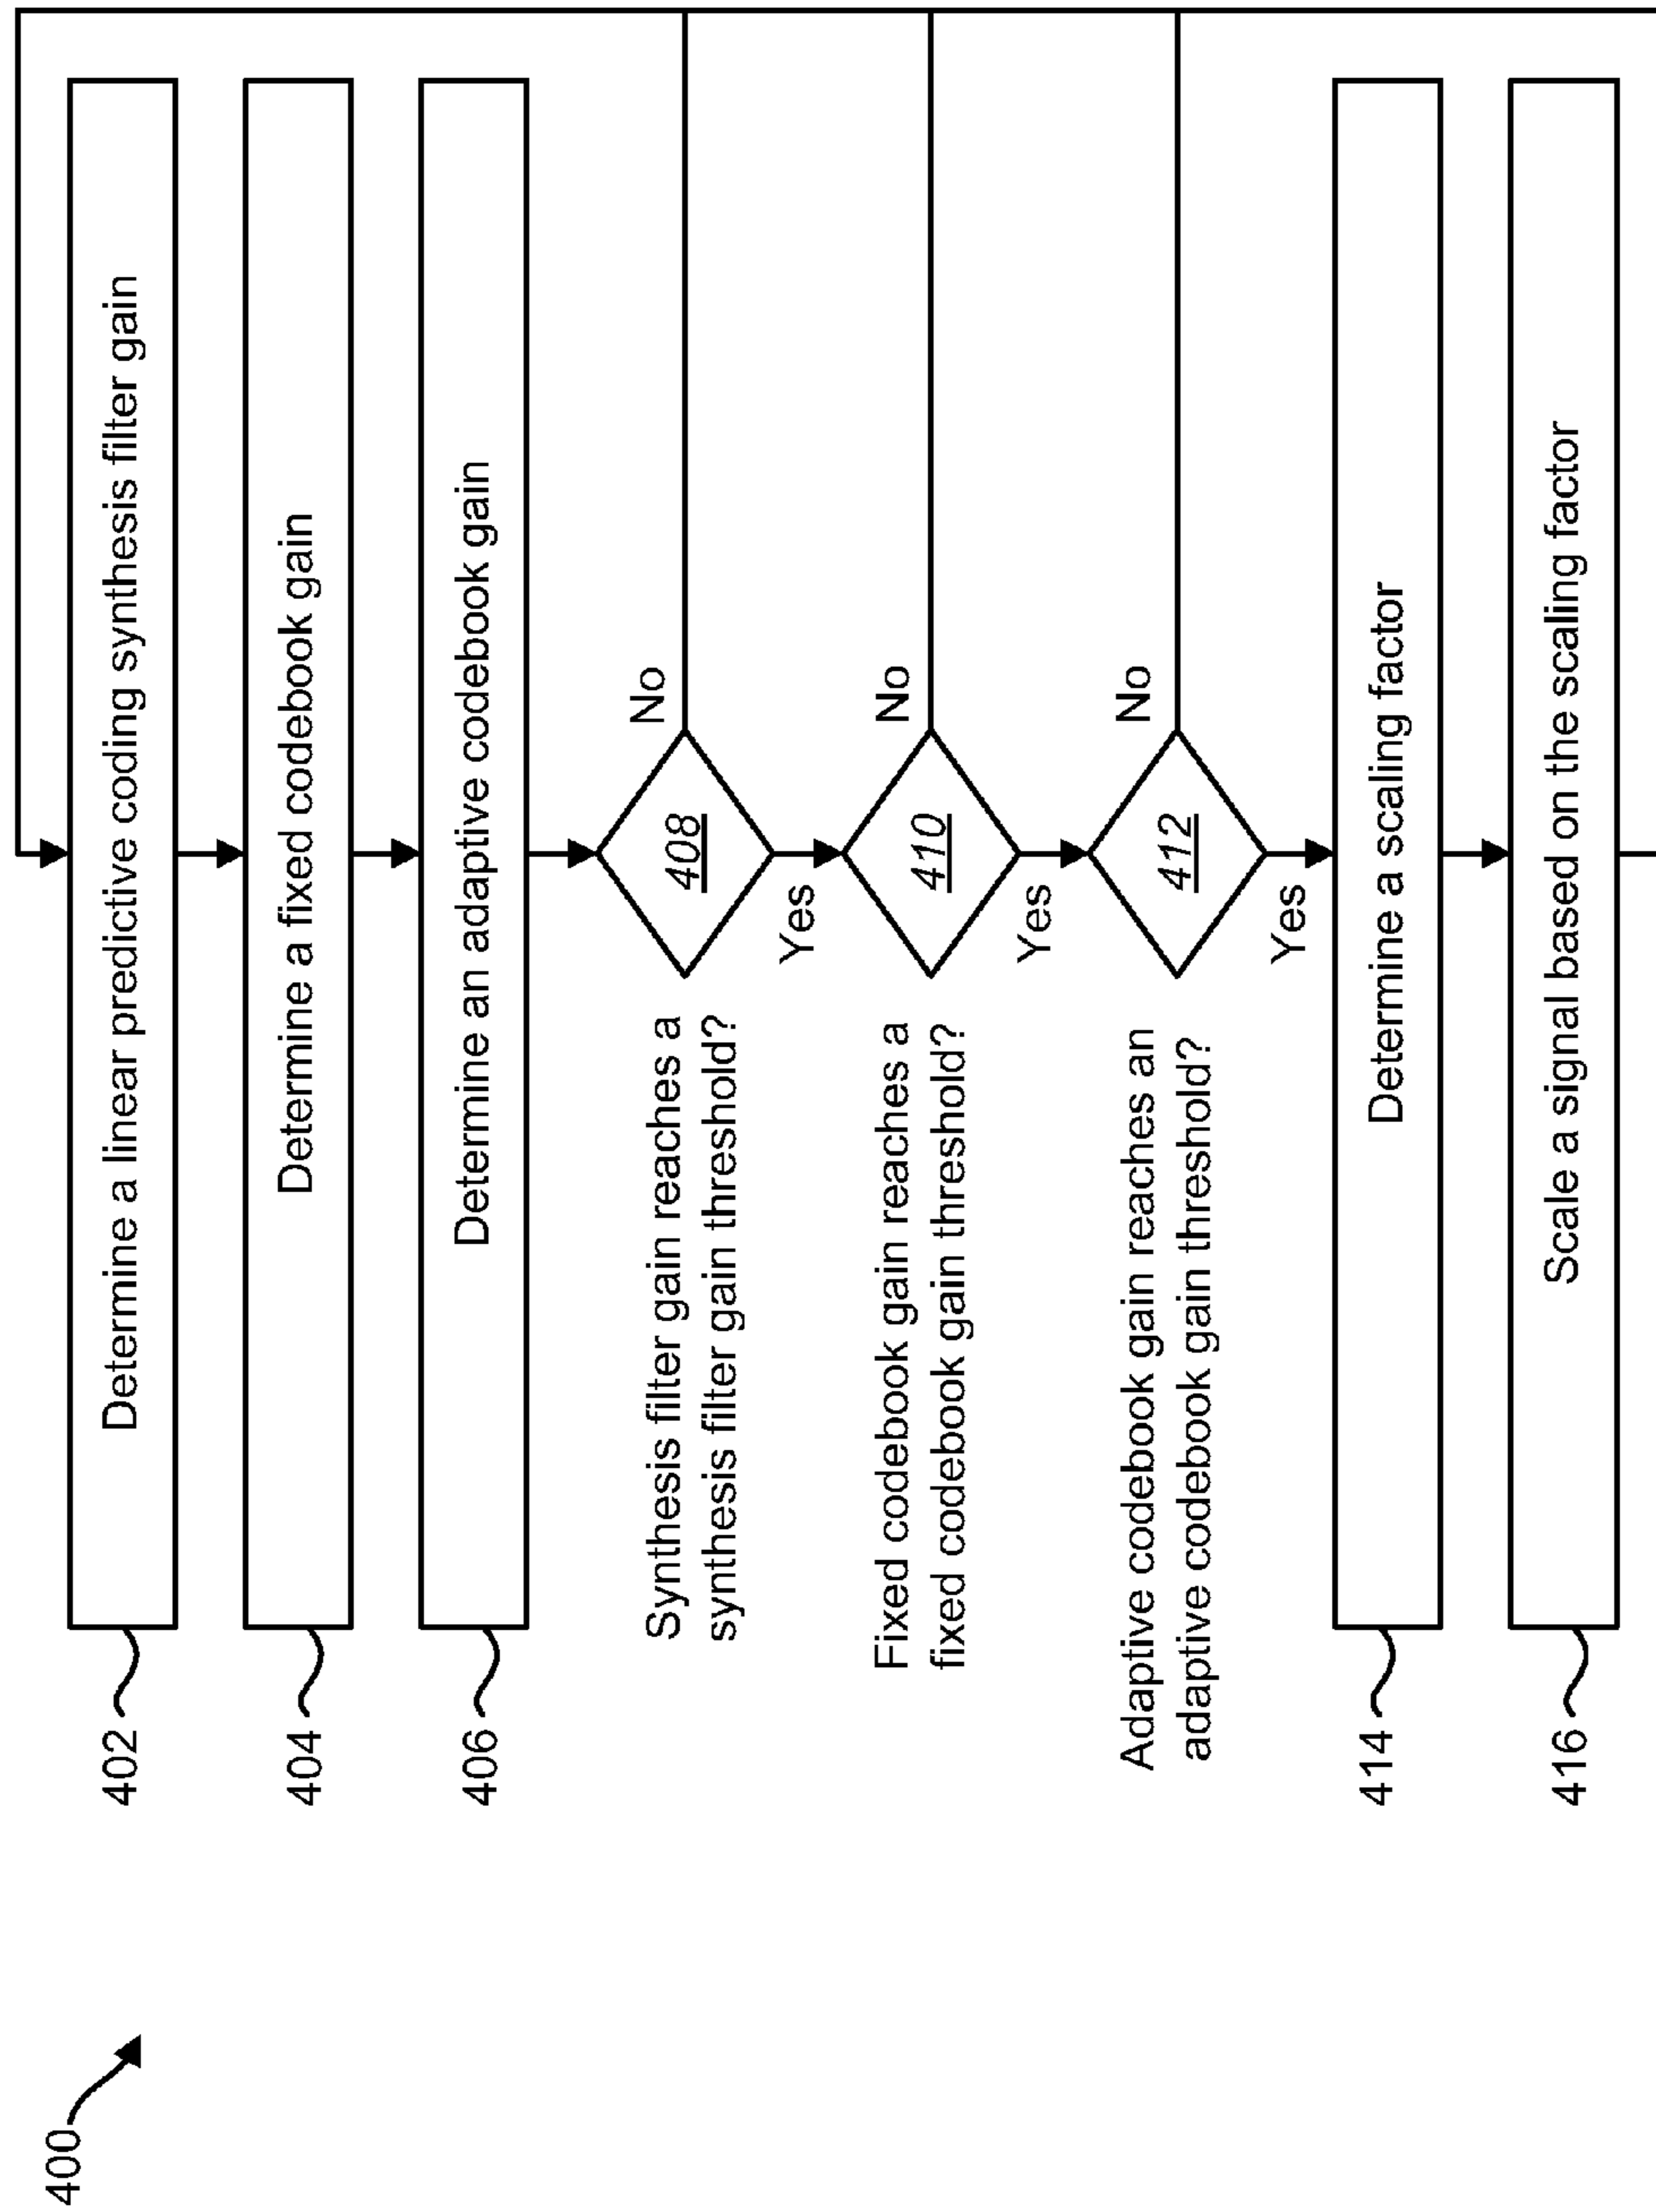 400
402
Determine a linear predictive coding synthesis filter gain
404
Determine a fixed codebook gain
406
Determine an adaptive codebook gain
Synthesis filter gain reaches a
synthesis filter gain threshold?
408
No
Yes
Fixed codebook gain reaches a
fixed codebook gain threshold?
410
No
Yes
Adaptive codebook gain reaches an
adaptive codebook gain threshold?
412
No
Yes
414
Determine a scaling factor
416
Scale a signal based on the scaling factor